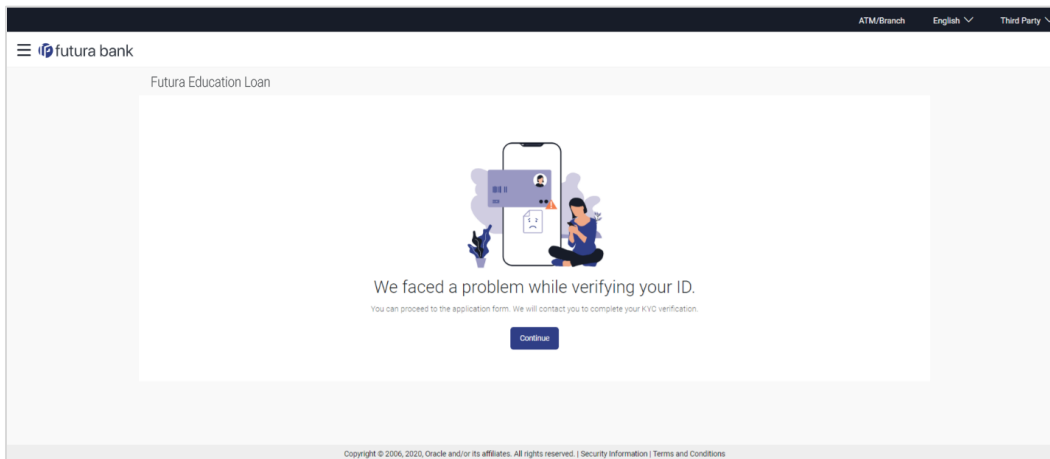 ATM/Branch English Third Party
futura bank
Futura Education Loan
We faced a problem while verifying your ID.
You can proceed to the application form. We will contact you to complete your KYC verification.
Continue
Copyright © 2006, 2020, Oracle and/or its affiliates. All rights reserved. | Security Information | Terms and Conditions